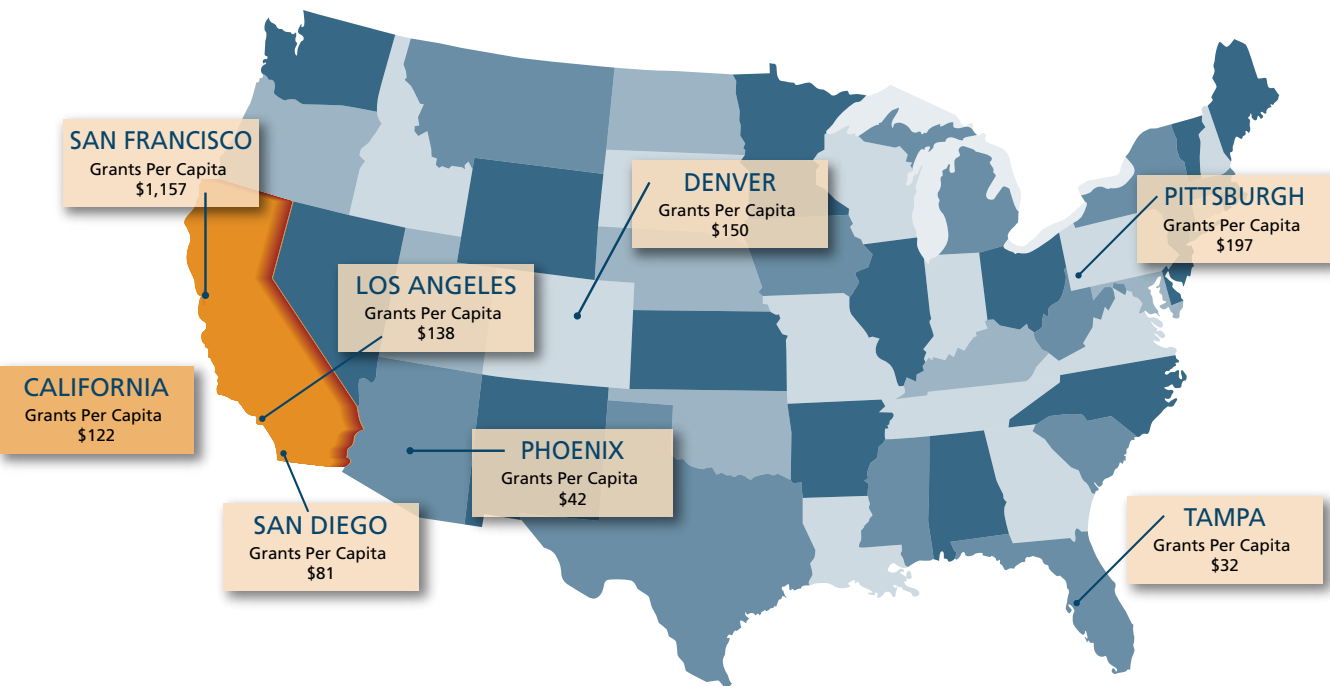 SAN FRANCISCO
Grants Per Capita
$1,157
DENVER
Grants Per Capita
$150
PITTSBURGH
Grants Per Capita
$197
LOS ANGELES
Grants Per Capita
$138
CALIFORNIA
Grants Per Capita
$122
PHOENIX
Grants Per Capita
$42
SAN DIEGO
Grants Per Capita
$81
TAMPA
Grants Per Capita
$32